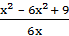 x² − 6x² + 9
6x